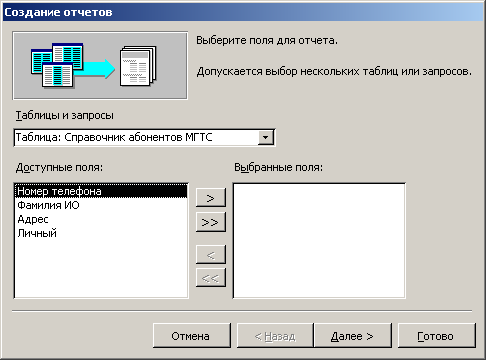 Создание отчетов
Выберите поля для отчета.
Допускается выбор нескольких таблиц или запросов.
Таблицы и запросы
Таблица: Справочник абонентов МГТС
Доступные поля:
Выбранные поля:
Номер телефона
Фамилия ИО
Адрес
Личный
>
>>
<
<<
Отмена
< Назад
Далее >
Готово